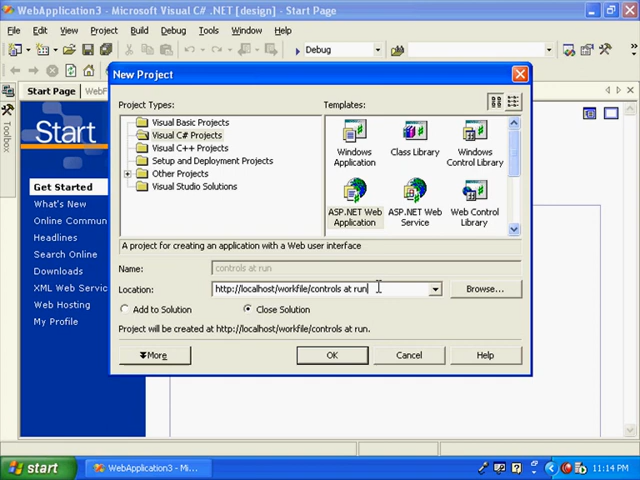 WebApplication3 - Microsoft Visual C# .NET [design] - Start Page
File Edit View Project Build Debug Tools Window Help
Debug
Start Page WebF
Toolbox
Start
Get Started
What's New
Online Commun
Headlines
Search Online
Downloads
XML Web Servic
Web Hosting
My Profile
New Project
Project Types:
Visual Basic Projects
Visual C# Projects
Visual C++ Projects
Setup and Deployment Projects
Other Projects
Visual Studio Solutions
Templates:
Windows Application
Class Library
Windows Control Library
ASP.NET Web Application
ASP.NET Web Service
Web Control Library
A project for creating an application with a Web user interface
Name: controls at run
Location: http://localhost/workfile/controls at run Browse...
Add to Solution Close Solution
Project will be created at http://localhost/workfile/controls at run.
More OK Cancel Help
start WebApplication3 - Mi... 11:14 PM